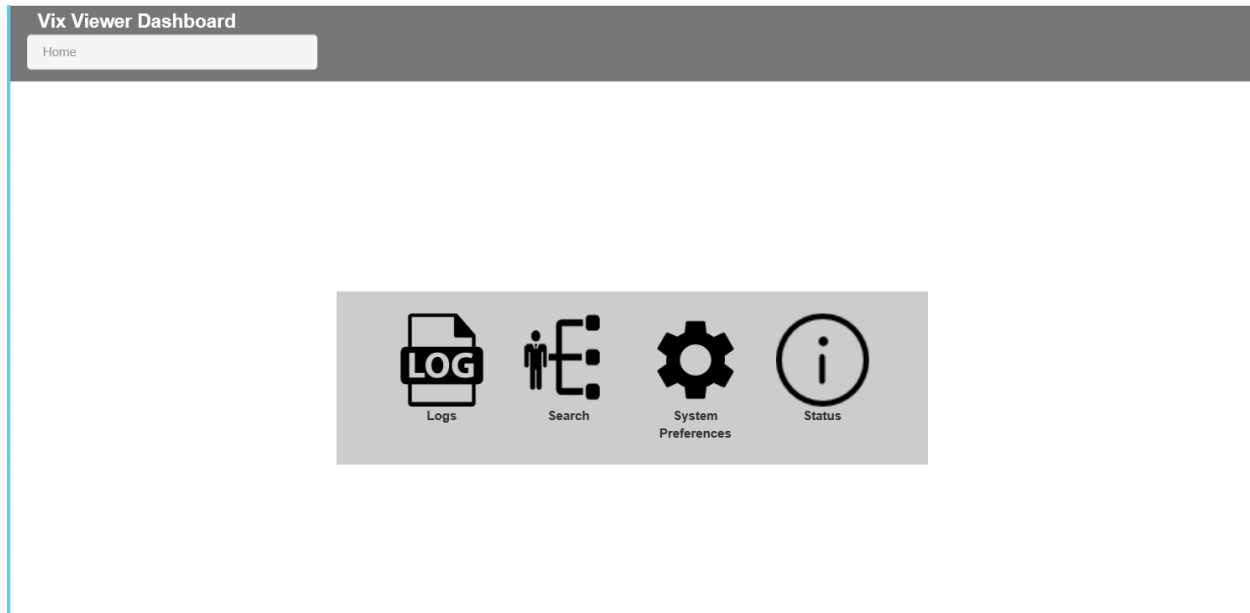 Vix Viewer Dashboard
Home
LOG
Logs
Search
System
Preferences
Status